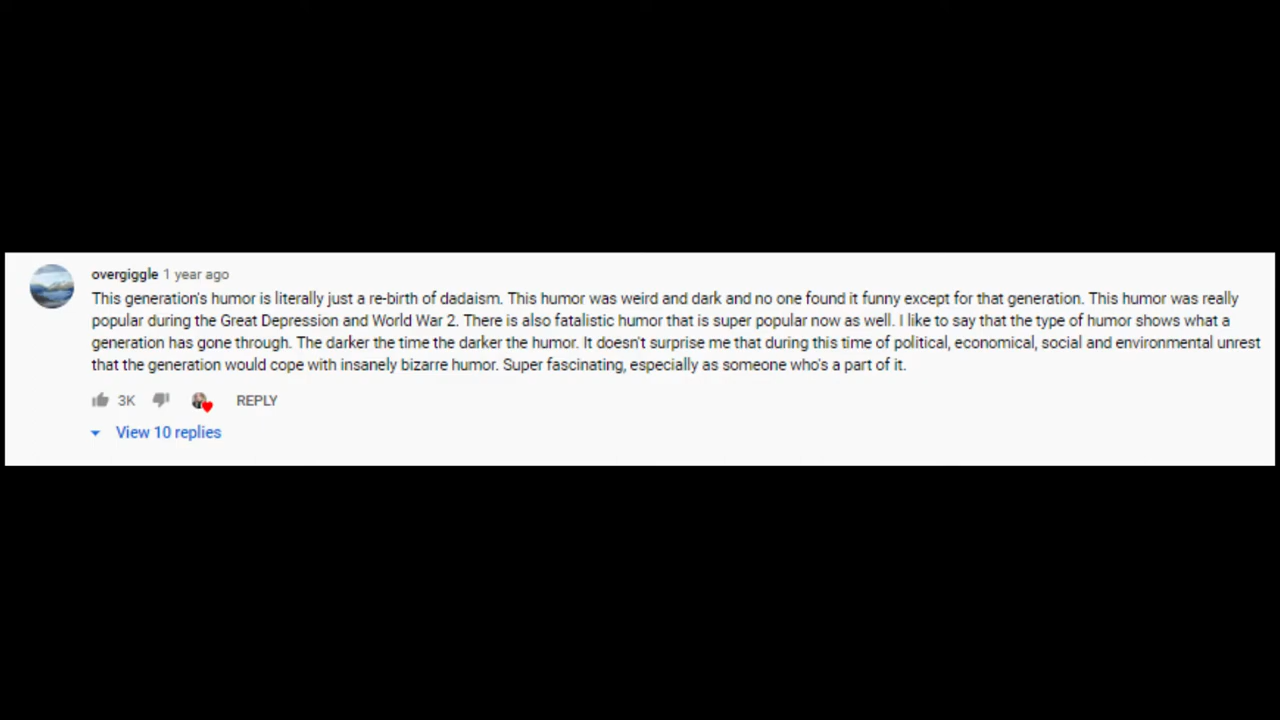 overgiggle 1 year ago
This generation's humor is literally just a re-birth of dadaism. This humor was weird and dark and no one found it funny except for that generation. This humor was really
popular during the Great Depression and World War 2. There is also fatalistic humor that is super popular now as well. I like to say that the type of humor shows what a
generation has gone through. The darker the time the darker the humor. It doesn't surprise me that during this time of political, economical, social and environmental unrest
that the generation would cope with insanely bizarre humor. Super fascinating, especially as someone who's a part of it.
3K REPLY
View 10 replies